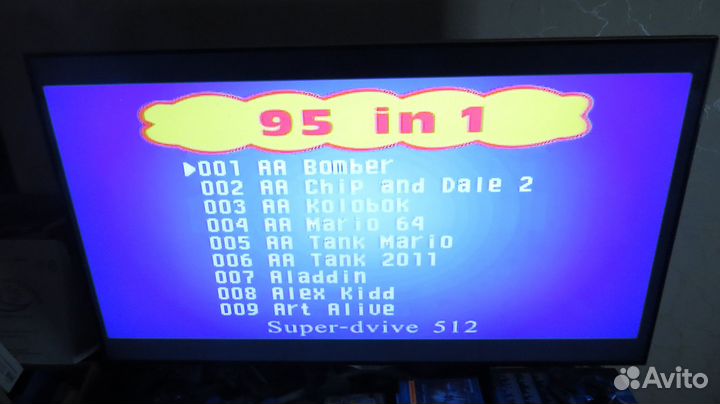 95 in 1
001 AA Bomber
002 AA Chip and Dale 2
003 AA Kolobok
004 AA Mario 64
005 AA Tank Mario
006 AA Tank 2011
007 Aladdin
008 Alex Kidd
009 Art Alive
Super-dvive 512
Avito